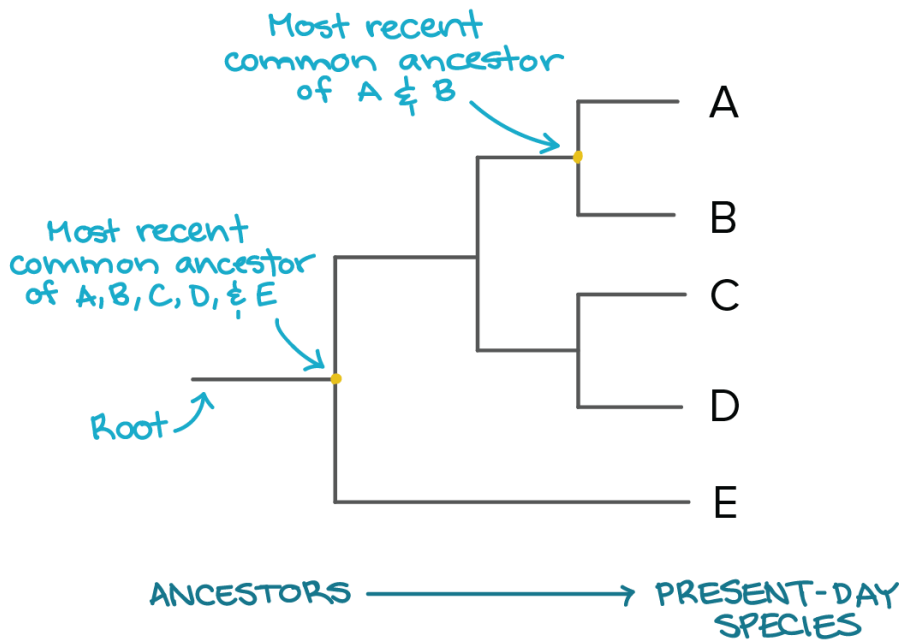 Most recent
common ancestor
of A & B
A
B
Most recent
common ancestor
of A, B, C, D, & E
C
D
Root
E
ANCESTORS
PRESENT-DAY
SPECIES